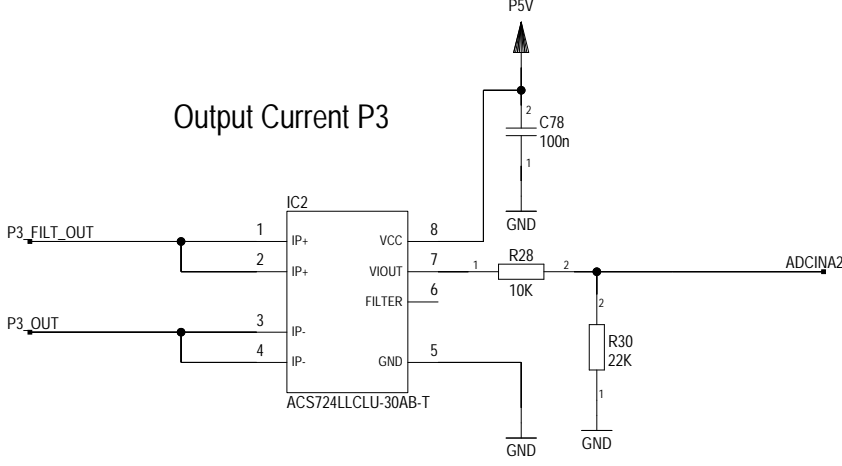 P5V
Output Current P3
2
C78
100n
1
GND
IC2
P3_FILT_OUT
1
IP+
VCC
8
2
IP+
VIOUT
7
1
R28
10K
2
ADCINA2
FILTER
6
P3_OUT
3
IP-
2
R30
22K
4
IP-
GND
5
1
ACS724LLCLU-30AB-T
GND
GND